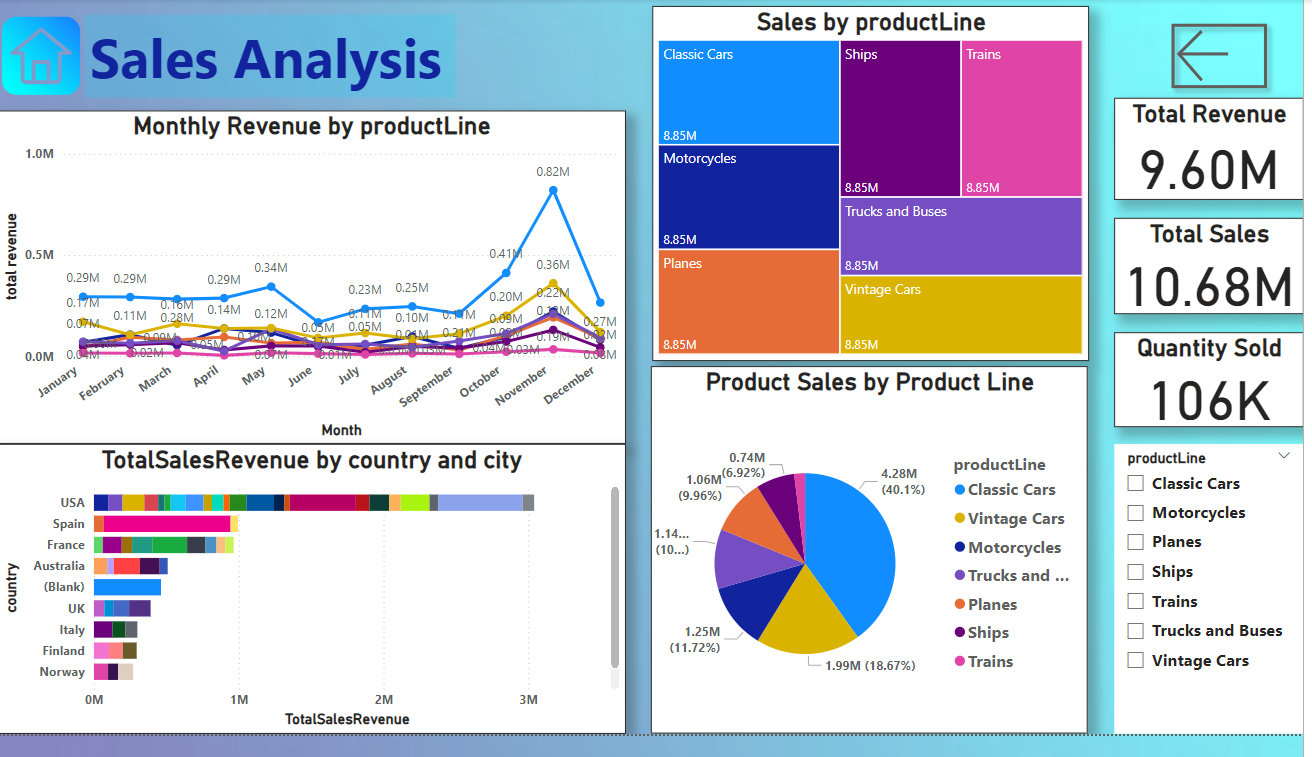 Sales Analysis
Monthly Revenue by productLine
1.0M
0.5M
0.0M
total revenue
0.82M
0.41M
0.36M
0.34M
0.29M
0.29M
0.29M
0.23M
0.25M
0.17M
0.16M
0.28M
0.14M
0.11M
0.12M
0.05M
0.05M
0.10M
0.20M
0.22M
0.09M
0.21M
0.19M
0.27M
0.02M
0.07M
0.01M
0.03M
January
February
March
April
May
June
July
August
September
October
November
December
Month
TotalSalesRevenue by country and city
country
USA
Spain
France
Australia
(Blank)
UK
Italy
Finland
Norway
0M
1M
2M
3M
TotalSalesRevenue
Sales by productLine
Classic Cars
8.85M
Motorcycles
8.85M
Planes
8.85M
Ships
8.85M
Trains
8.85M
Trucks and Buses
8.85M
Vintage Cars
8.85M
Product Sales by Product Line
4.28M
(40.1%)
1.99M (18.67%)
1.25M
(11.72%)
1.14...
(10...)
1.06M
(9.96%)
0.74M
(6.92%)
productLine
Classic Cars
Vintage Cars
Motorcycles
Trucks and ...
Planes
Ships
Trains
Total Revenue
9.60M
Total Sales
10.68M
Quantity Sold
106K
productLine
Classic Cars
Motorcycles
Planes
Ships
Trains
Trucks and Buses
Vintage Cars